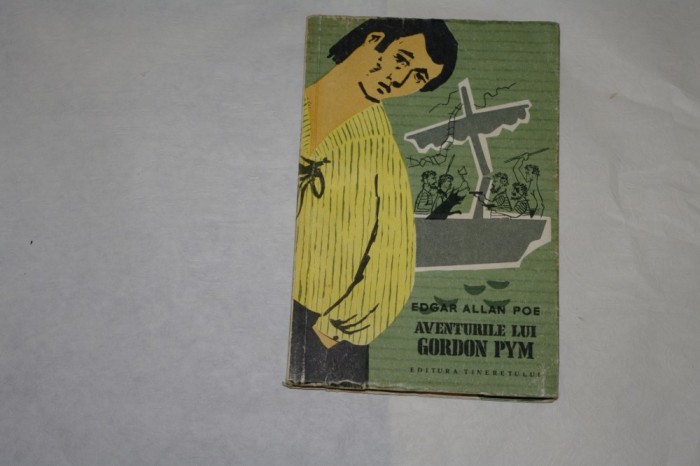 EDGAR ALLAN POE
AVENTURILE LUI
GORDON PYM
EDITURA TINERETULUI